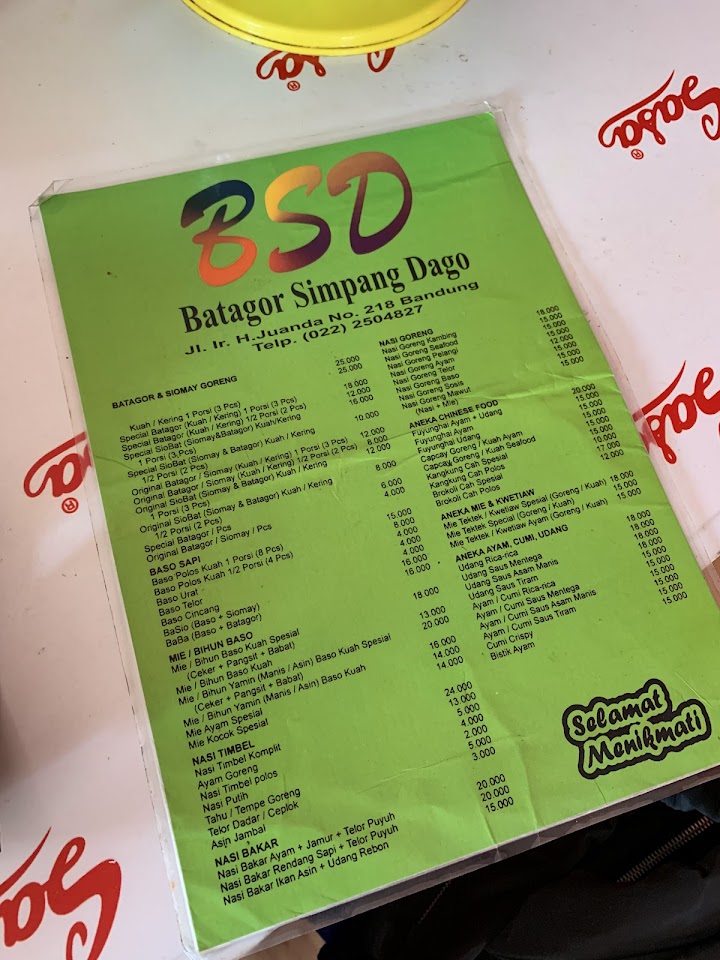 Sasa
Sasa
BSD
Batagor Simpang Dago
Jl. Ir. H.Juanda No. 218 Bandung
Telp. (022) 2504827
BATAGOR & SIOMAY GORENG
Kuah / Kering 1 Porsi (3 Pcs) 25.000
Special Batagor (Kuah / Kering) 1 Porsi (3 Pcs) 25.000
Special Batagor (Kuah / Kering) 1/2 Porsi (2 Pcs) 18.000
Special SioBat (Siomay&Batagor) Kuah/Kering 12.000
1 Porsi (3,Pcs) 16.000
Special SioBat (Siomay & Batagor) Kuah / Kering
1/2 Porsi (2 Pcs) 10.000
Original Batagor / Siomay (Kuah / Kering) 1 Porsi (3 Pcs) 12.000
Original Batagor / Siomay (Kuah / Kering) 1/2 Porsi (2 Pcs) 8.000
Original SioBat (Siomay & Batagor) Kuah / Kering 12.000
1 Porsi (3 Pcs)
Original SioBat (Siomay & Batagor) Kuah / Kering 8.000
1/2 Porsi (2 Pcs)
Special Batagor / Pcs 6.000
Original Batagor / Siomay / Pcs 4.000
BASO SAPI
Baso Polos Kuah 1 Porsi (8 Pcs) 15.000
Baso Polos Kuah 1/2 Porsi (4 Pcs) 8.000
Baso Urat 4.000
Baso Telor 4.000
Baso Cincang 4.000
BaSio (Baso + Siomay) 16.000
BaBa (Baso + Batagor) 16.000
MIE / BIHUN BASO
Mie / Bihun Baso Kuah Spesial 18.000
(Ceker + Pangsit + Babat)
Mie / Bihun Baso Kuah 13.000
Mie / Bihun Yamin (Manis / Asin) Baso Kuah Spesial 20.000
(Ceker + Pangsit + Babat)
Mie / Bihun Yamin (Manis / Asin) Baso Kuah 16.000
Mie Ayam Spesial 14.000
Mie Kocok Spesial 14.000
NASI TIMBEL
Nasi Timbel Komplit 24.000
Ayam Goreng 13.000
Nasi Timbel polos 5.000
Nasi Putih 4.000
Tahu / Tempe Goreng 2.000
Telor Dadar / Ceplok 5.000
Asin Jambal 3.000
NASI BAKAR
Nasi Bakar Ayam + Jamur + Telor Puyuh 20.000
Nasi Bakar Rendang Sapi + Telor Puyuh 20.000
Nasi Bakar Ikan Asin + Udang Rebon 15.000
NASI GORENG
Nasi Goreng Kambing 18.000
Nasi Goreng Seafood 15.000
Nasi Goreng Pelangi 15.000
Nasi Goreng Ayam 15.000
Nasi Goreng Telor 12.000
Nasi Goreng Baso 15.000
Nasi Goreng Sosis 15.000
Nasi Goreng Mawut 15.000
(Nasi + Mie)
ANEKA CHINESE FOOD
Fuyunghai Ayam + Udang 20.000
Fuyunghai Ayam 15.000
Fuyunghai Udang 15.000
Capcay Goreng / Kuah Ayam 15.000
Capcay Goreng / Kuah Seafood 15.000
Kangkung Cah Spesial 15.000
Kangkung Cah Polos 10.000
Brokoli Cah Spesial 17.000
Brokoli Cah Polos 12.000
ANEKA MIE & KWETIAW
Mie Tektek / Kwetiaw Spesial (Goreng / Kuah) 18.000
Mie Tektek Special (Goreng / Kuah) 15.000
Mie Tektek / Kwetiaw Ayam (Goreng / Kuah) 15.000
ANEKA AYAM, CUMI, UDANG
Udang Rica-rica 18.000
Udang Saus Mentega 18.000
Udang Saus Asam Manis 18.000
Udang Saus Tiram 18.000
Ayam / Cumi Rica-rica 15.000
Ayam / Cumi Saus Mentega 15.000
Ayam / Cumi Saus Asam Manis 15.000
Ayam / Cumi Saus Tiram 15.000
Cumi Crispy 15.000
Bistik Ayam 15.000
Selamat
Menikmati
Sasa
Sasa
Sasa